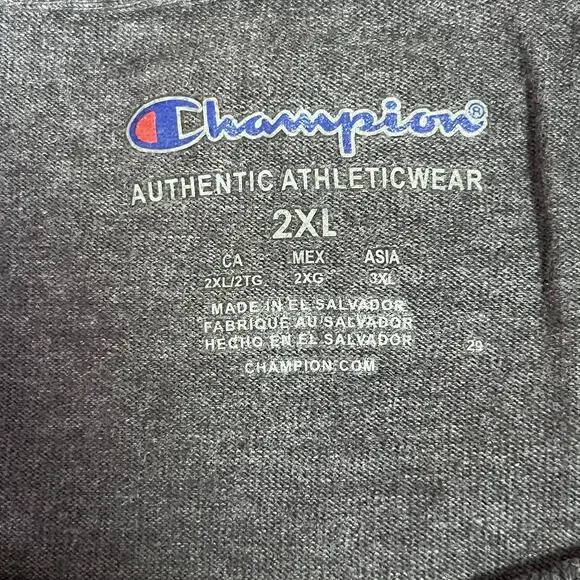 Champion®
AUTHENTIC ATHLETICWEAR
2XL
CA MEX ASIA
2XL/2TG 2XG 3XL
MADE IN EL SALVADOR
FABRIQUÉ AU SALVADOR
HECHO EN EL SALVADOR
29
CHAMPION.COM